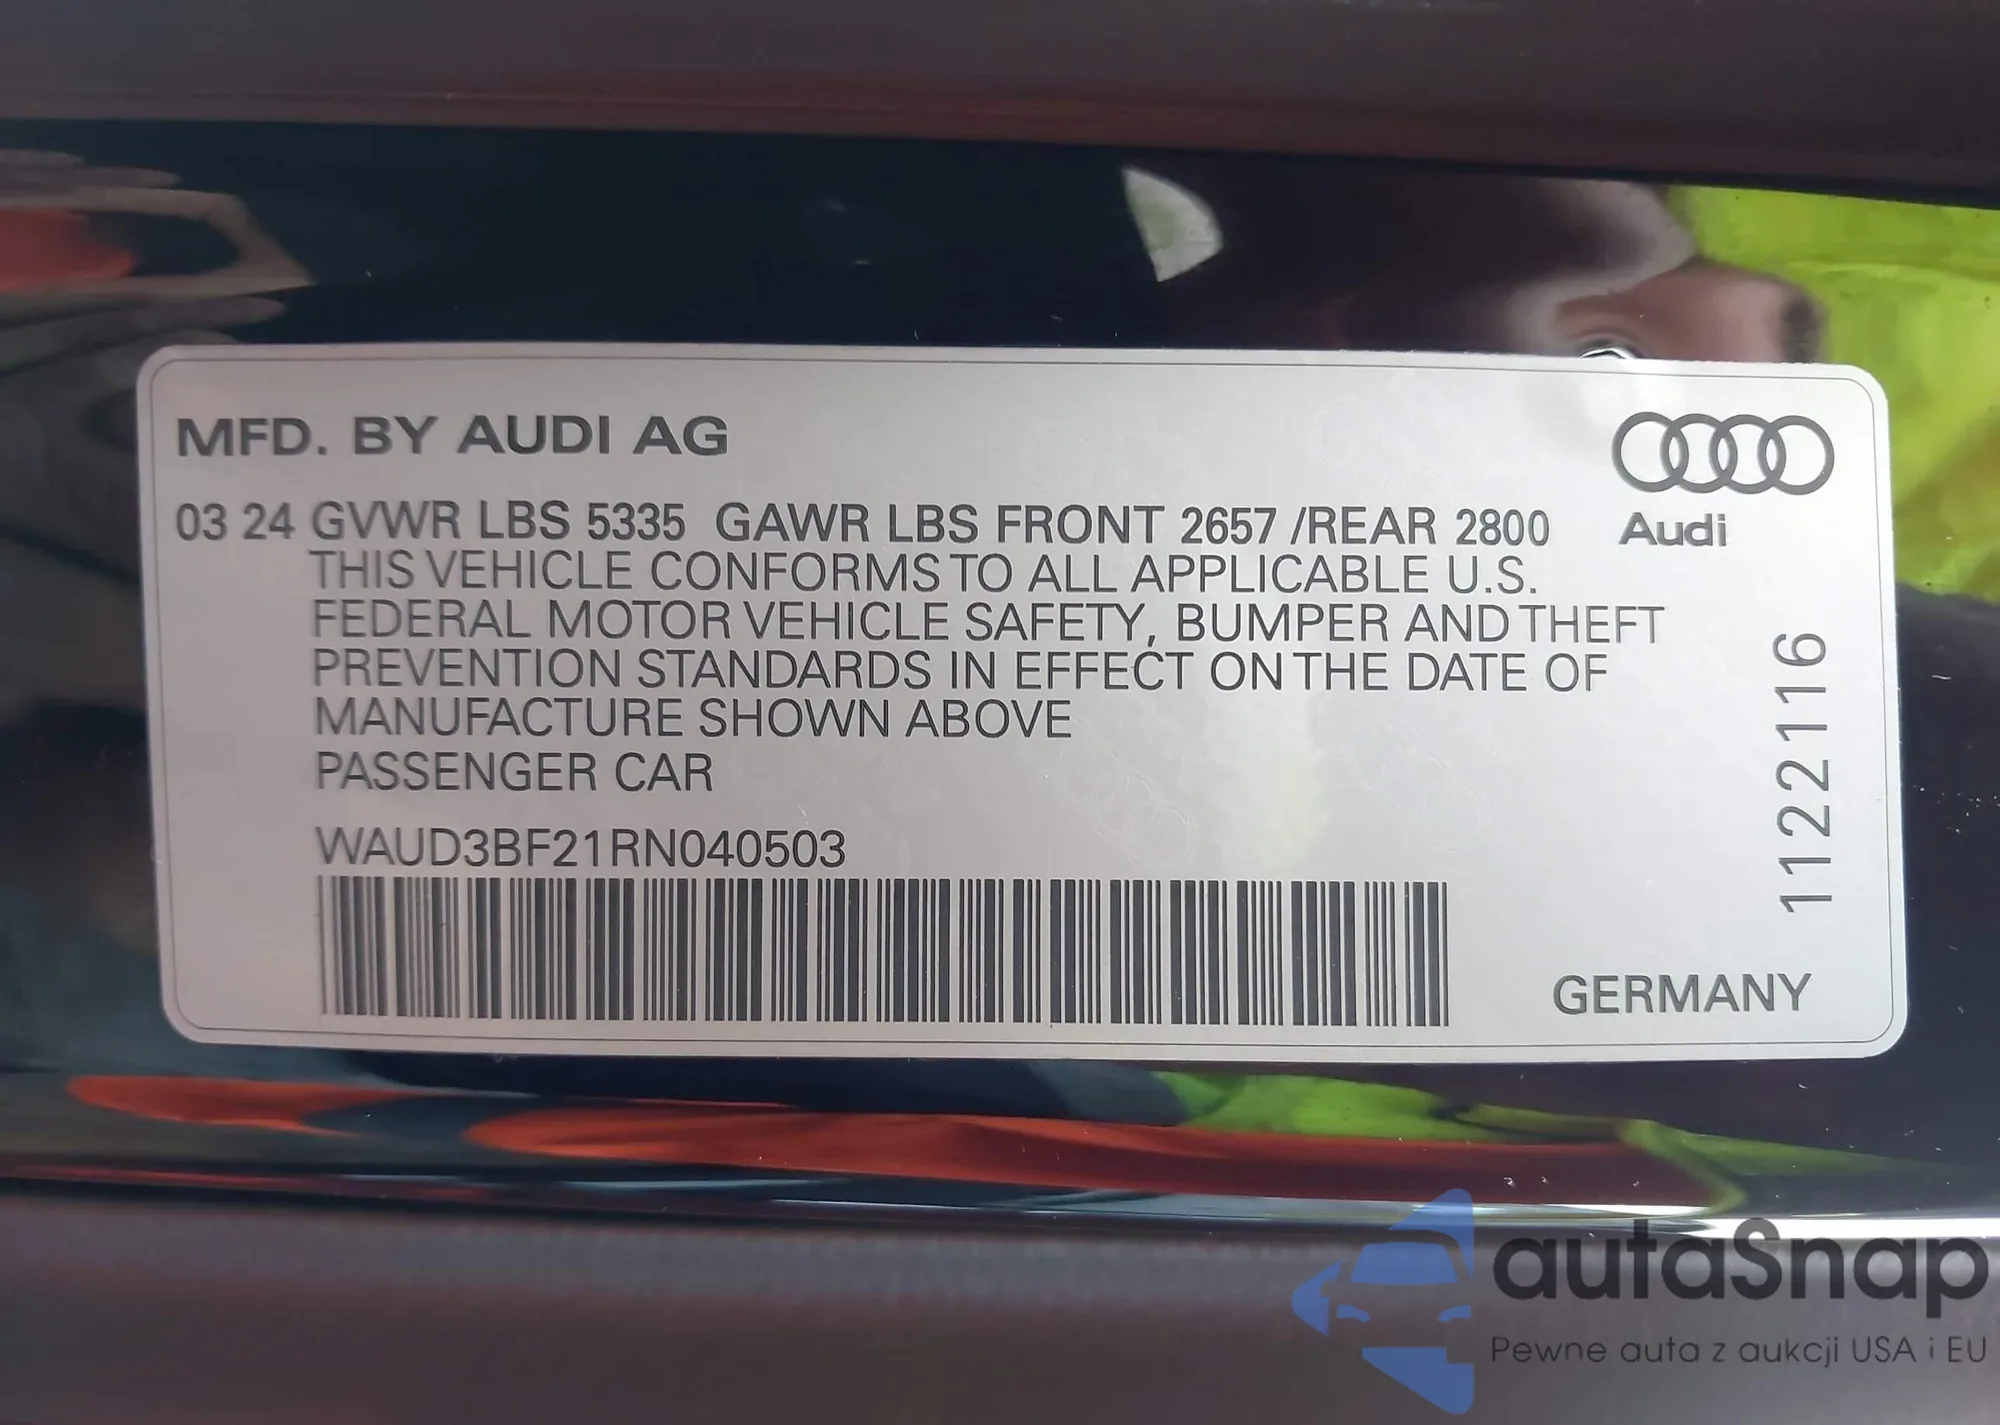 MFD. BY AUDI AG
Audi
03 24 GVWR LBS 5335 GAWR LBS FRONT 2657 /REAR 2800
THIS VEHICLE CONFORMS TO ALL APPLICABLE U.S.
FEDERAL MOTOR VEHICLE SAFETY, BUMPER AND THEFT
PREVENTION STANDARDS IN EFFECT ON THE DATE OF
MANUFACTURE SHOWN ABOVE
PASSENGER CAR
WAUD3BF21RN040503
1122116
GERMANY
autaSnap
Pewne auta z aukcji USA i EU